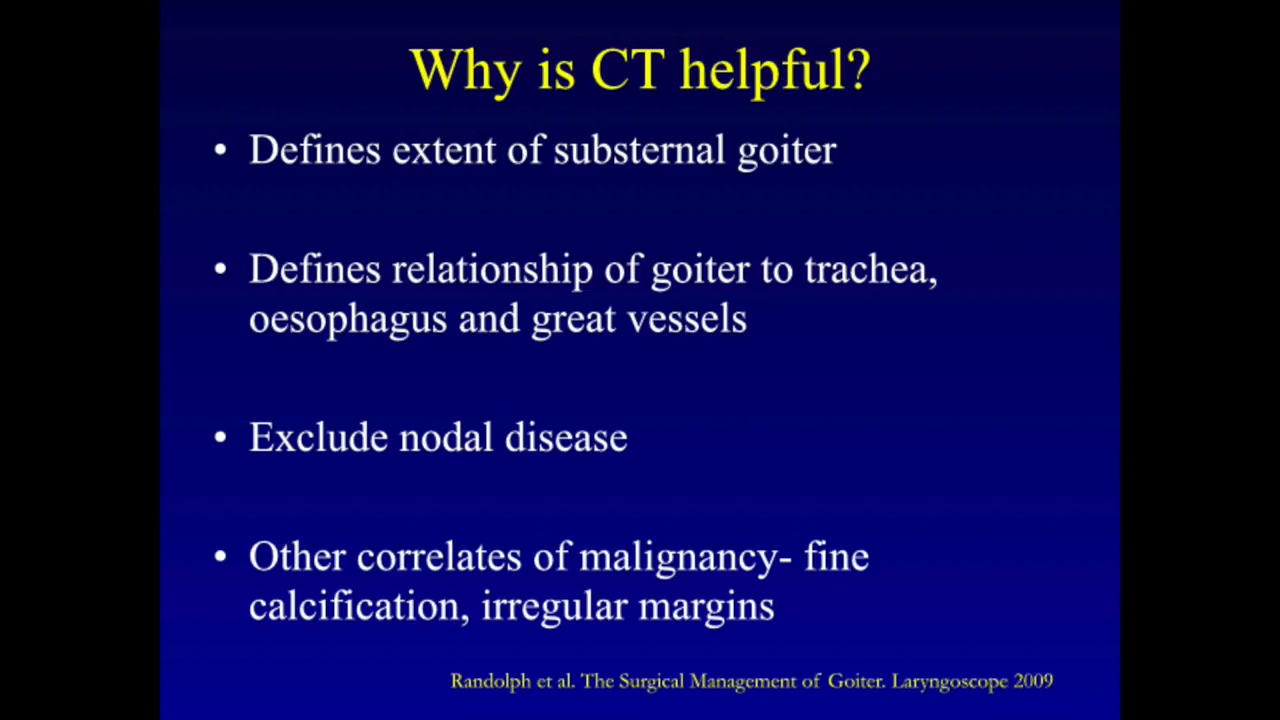 Why is CT helpful?
• Defines extent of substernal goiter
• Defines relationship of goiter to trachea,
oesophagus and great vessels
• Exclude nodal disease
• Other correlates of malignancy- fine
calcification, irregular margins
Randolph et al. The Surgical Management of Goiter. Laryngoscope 2009